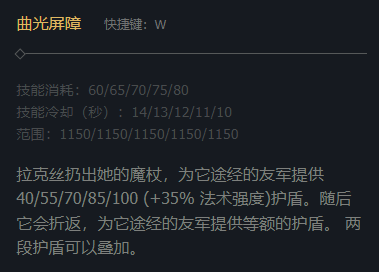 曲光屏障 快捷键：W
技能消耗：60/65/70/75/80
技能冷却（秒）：14/13/12/11/10
范围：1150/1150/1150/1150/1150
拉克丝扔出她的魔杖，为它途经的友军提供
40/55/70/85/100 (+35% 法术强度)护盾。随后
它会折返，为它途经的友军提供等额的护盾。 两
段护盾可以叠加。